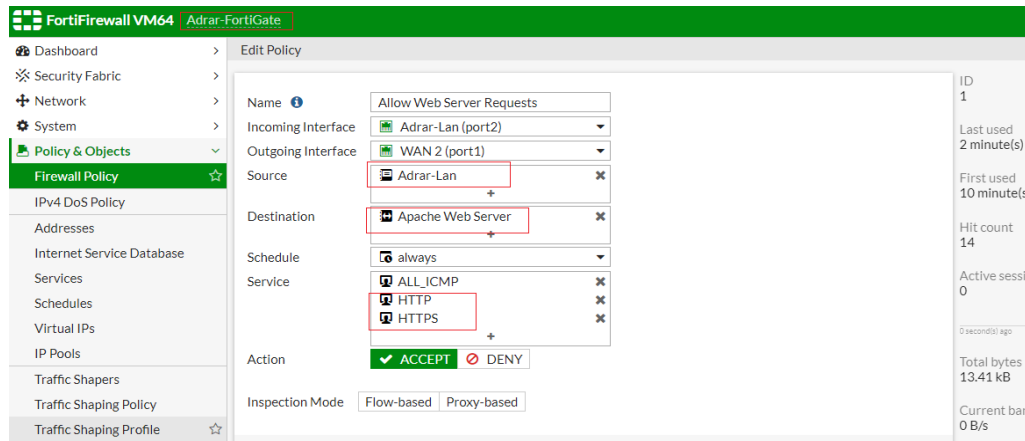 FortiFirewall VM64 Adrar-FortiGate
Dashboard
Security Fabric
Network
System
Policy & Objects
Firewall Policy
IPv4 DoS Policy
Addresses
Internet Service Database
Services
Schedules
Virtual IPs
IP Pools
Traffic Shapers
Traffic Shaping Policy
Traffic Shaping Profile
Edit Policy
Name Allow Web Server Requests
Incoming Interface Adrar-Lan (port2)
Outgoing Interface WAN 2 (port1)
Source Adrar-Lan
+
Destination Apache Web Server
+
Schedule always
Service ALL_ICMP
HTTP
HTTPS
+
Action ACCEPT DENY
Inspection Mode Flow-based Proxy-based
ID
1
Last used
2 minute(s)
First used
10 minute(s
Hit count
14
Active sessi
0
0 second(s) ago
Total bytes
13.41 kB
Current bar
0 B/s